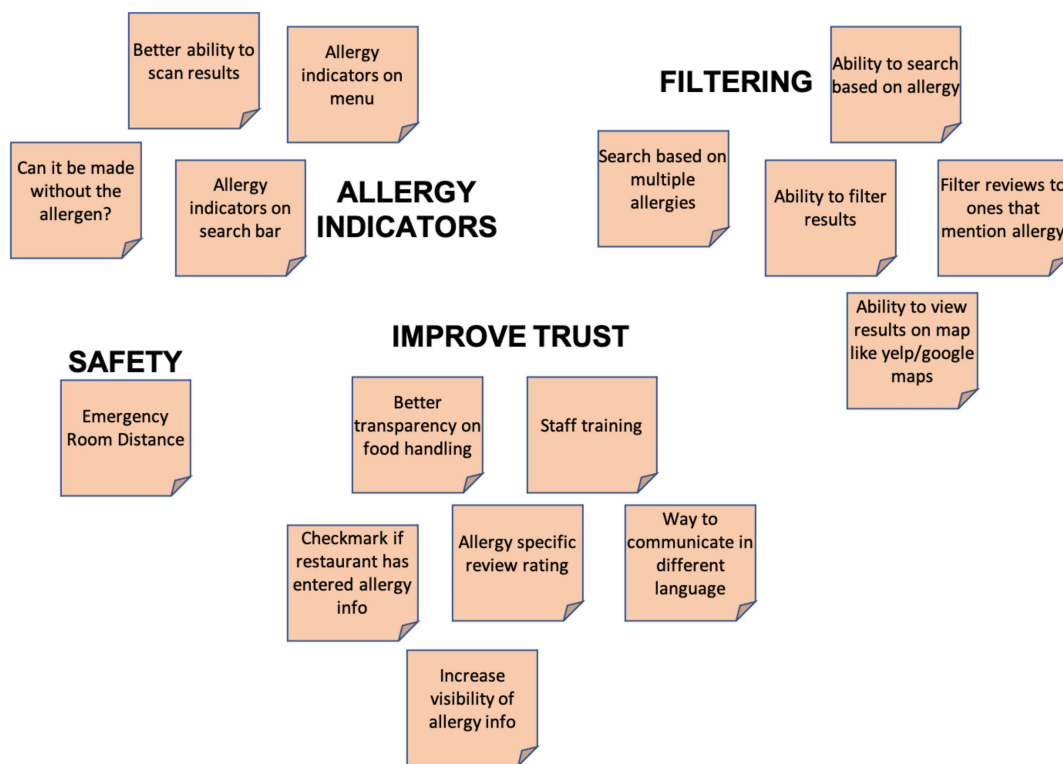 Better ability to
scan results
Allergy
indicators on
menu
Can it be made
without the
allergen?
Allergy
indicators on
search bar
ALLERGY
INDICATORS
FILTERING
Ability to search
based on allergy
Search based on
multiple
allergies
Ability to filter
results
Filter reviews to
ones that
mention allergy
Ability to view
results on map
like yelp/google
maps
SAFETY
Emergency
Room Distance
IMPROVE TRUST
Better
transparency on
food handling
Staff training
Checkmark if
restaurant has
entered allergy
info
Allergy specific
review rating
Way to
communicate in
different
language
Increase
visibility of
allergy info